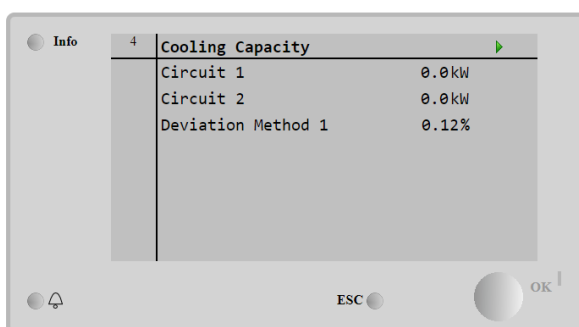 Info
4
Cooling Capacity
Circuit 1 0.0kW
Circuit 2 0.0kW
Deviation Method 1 0.12%
ESC
OK